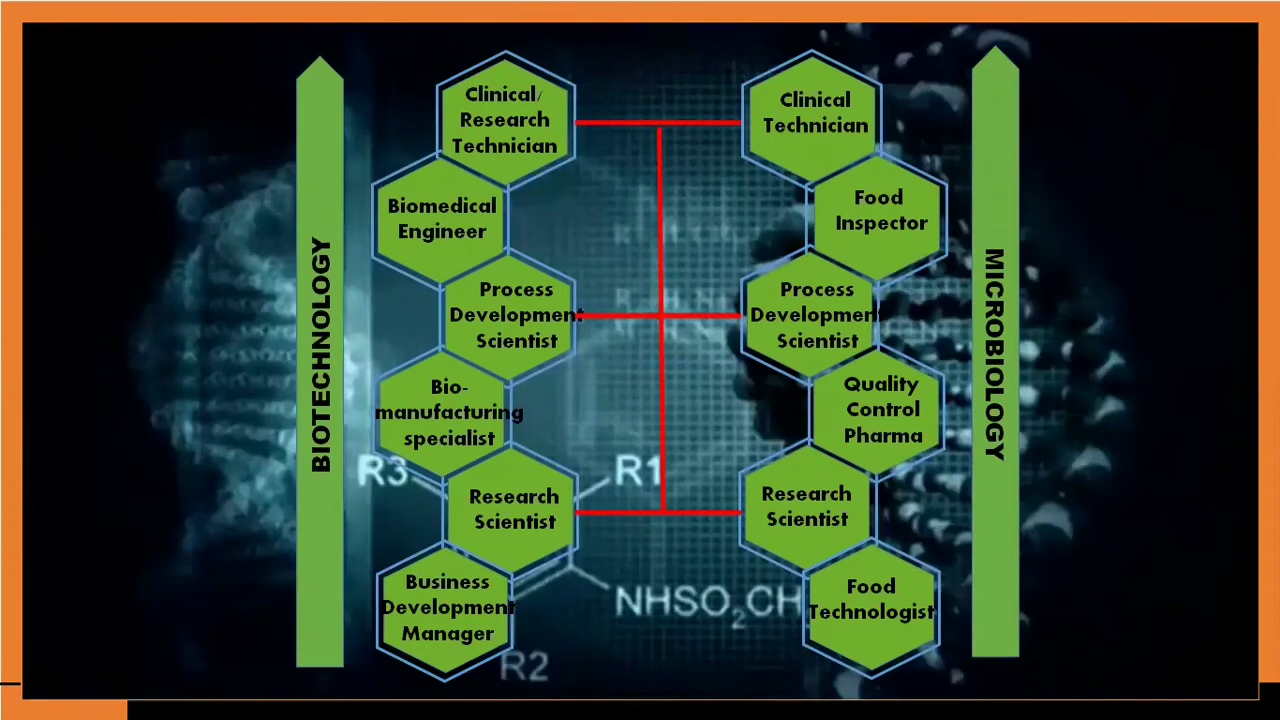 BIOTECHNOLOGY
Clinical/
Research
Technician
Biomedical
Engineer
Process
Development
Scientist
Bio-
manufacturing
specialist
Research
Scientist
Business
Development
Manager
Clinical
Technician
Food
Inspector
Process
Development
Scientist
Quality
Control
Pharma
Research
Scientist
Food
Technologist
MICROBIOLOGY
R3
R1
NHSO₂CH
R2